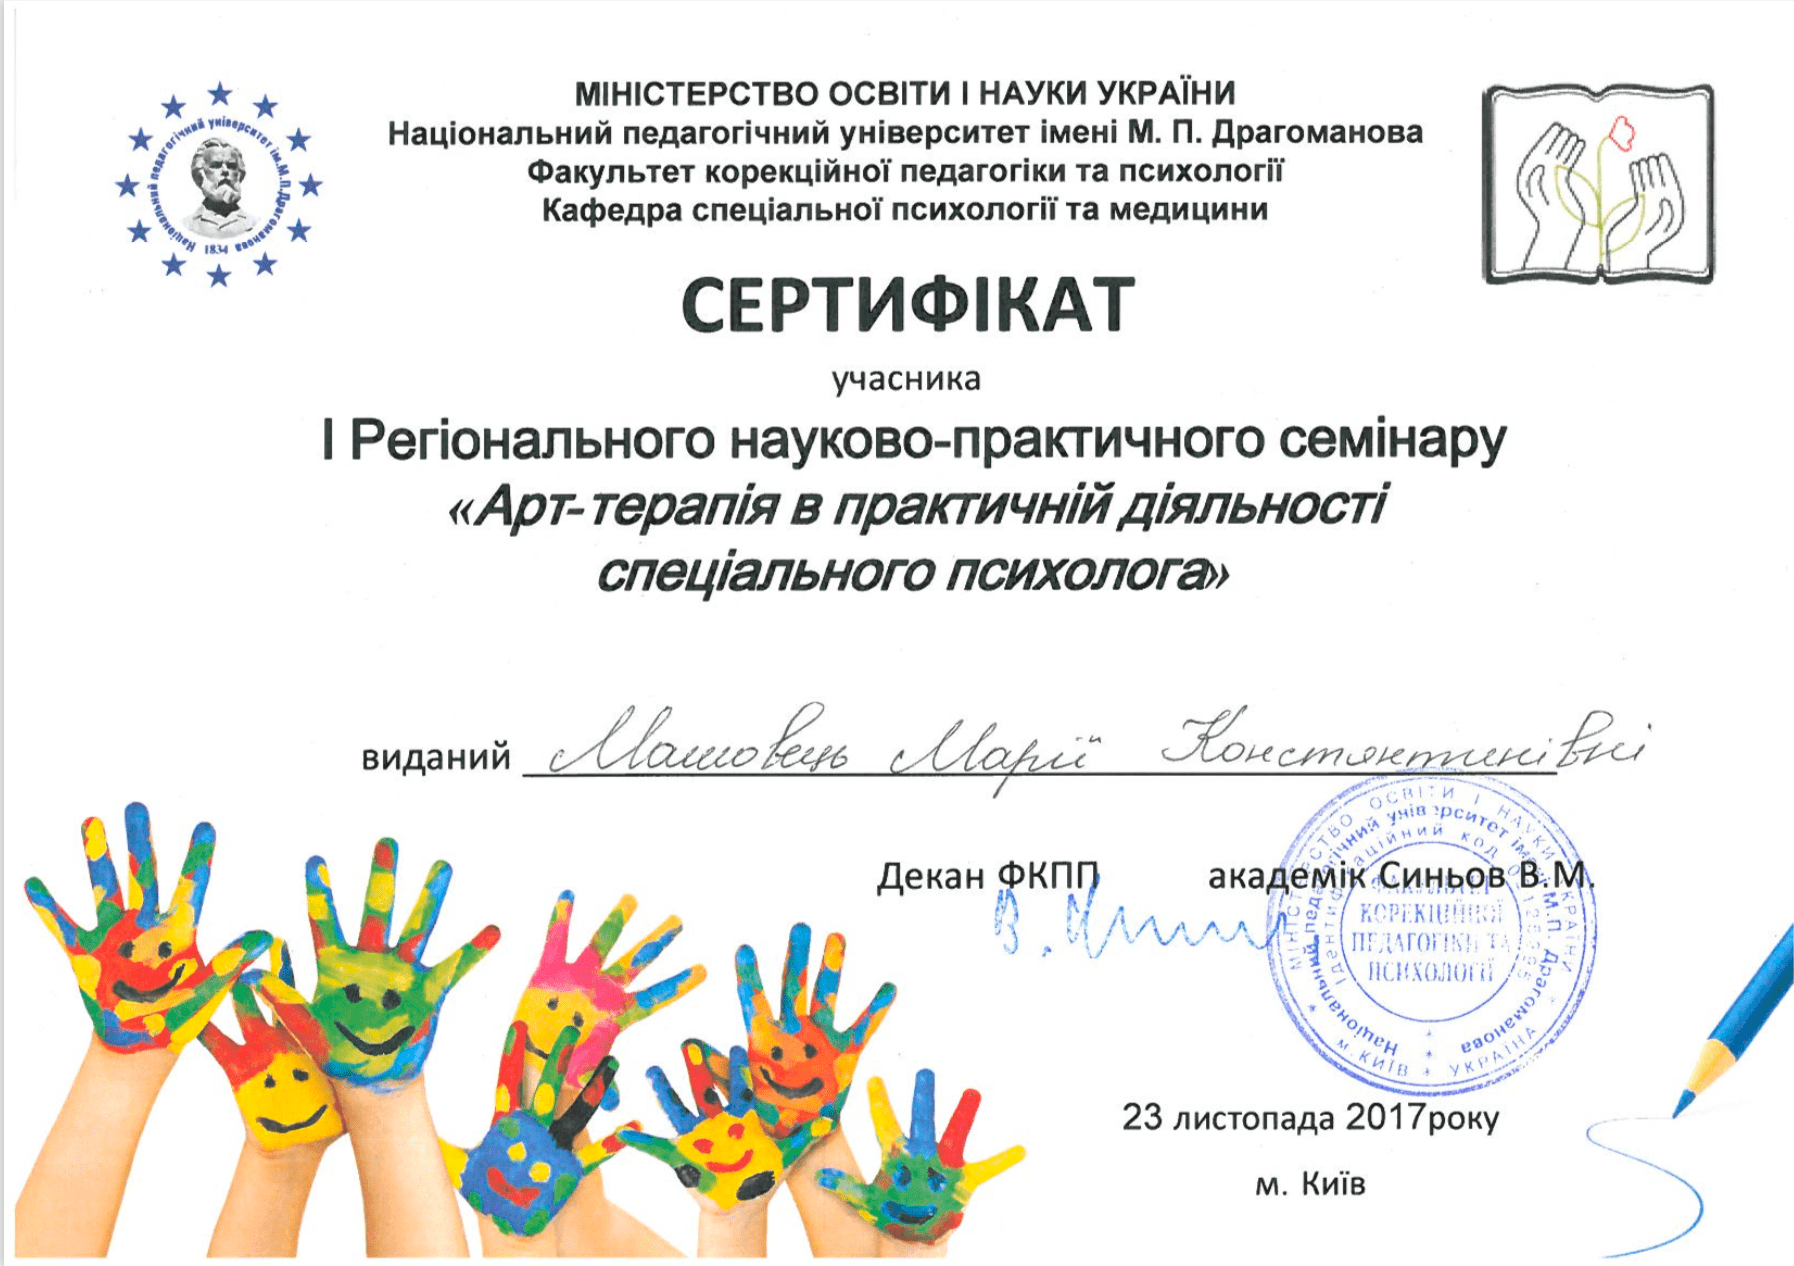 МІНІСТЕРСТВО ОСВІТИ І НАУКИ УКРАЇНИ
Національний педагогічний університет імені М. П. Драгоманова
Факультет корекційної педагогіки та психології
Кафедра спеціальної психології та медицини
Національний педагогічний університет ім.М.П.Драгоманова
1834
СЕРТИФІКАТ
учасника
І Регіонального науково-практичного семінару
«Арт-терапія в практичній діяльності
спеціального психолога»
виданий Машовець Марії Констянтинівні
Декан ФКПП академік Синьов В.М.
МІНІСТЕРСТВО ОСВІТИ І НАУКИ УКРАЇНИ
Національний педагогічний університет імені М.П. Драгоманова
Ідентифікаційний код
ФАКУЛЬТЕТ
КОРЕКЦІЙНОЇ
ПЕДАГОГІКИ ТА
ПСИХОЛОГІЇ
* м.КИЇВ * УКРАЇНА
23 листопада 2017року
м. Київ